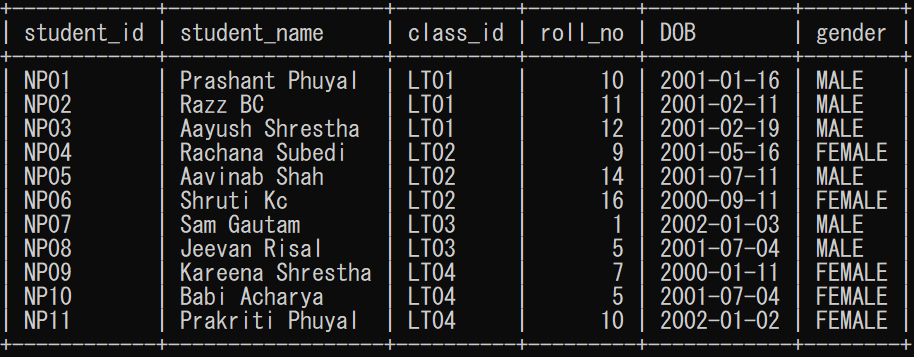 | student_id | student_name | class_id | roll_no | DOB | gender |
| NP01 | Prashant Phuyal | LT01 | 10 | 2001-01-16 | MALE |
| NP02 | Razz BC | LT01 | 11 | 2001-02-11 | MALE |
| NP03 | Aayush Shrestha | LT01 | 12 | 2001-02-19 | MALE |
| NP04 | Rachana Subedi | LT02 | 9 | 2001-05-16 | FEMALE |
| NP05 | Aavinab Shah | LT02 | 14 | 2001-07-11 | MALE |
| NP06 | Shruti Kc | LT02 | 16 | 2000-09-11 | FEMALE |
| NP07 | Sam Gautam | LT03 | 1 | 2002-01-03 | MALE |
| NP08 | Jeevan Risal | LT03 | 5 | 2001-07-04 | MALE |
| NP09 | Kareena Shrestha | LT04 | 7 | 2000-01-11 | FEMALE |
| NP10 | Babi Acharya | LT04 | 5 | 2001-07-04 | FEMALE |
| NP11 | Prakriti Phuyal | LT04 | 10 | 2002-01-02 | FEMALE |